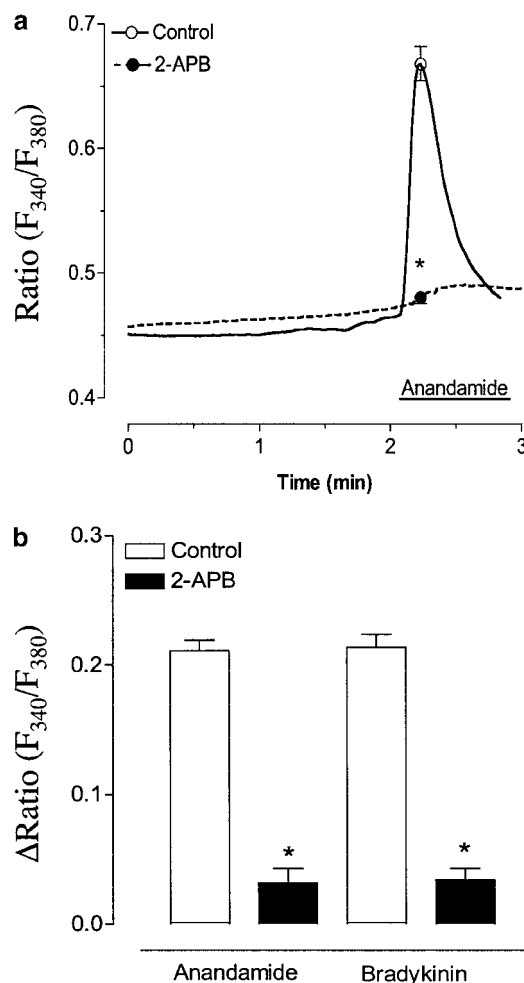 a
0.7
Control
2-APB
0.6
Ratio (F340/F380)
*
0.5
0.4
Anandamide
0
1
2
3
Time (min)
b
0.3
Control
2-APB
ΔRatio (F340/F380)
0.2
0.1
*
*
0.0
Anandamide
Bradykinin